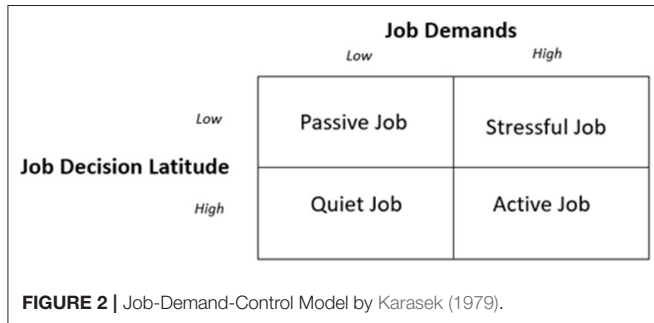 Job Demands
Low High
Low Passive Job Stressful Job
Job Decision Latitude
High Quiet Job Active Job
FIGURE 2 | Job-Demand-Control Model by Karasek (1979).